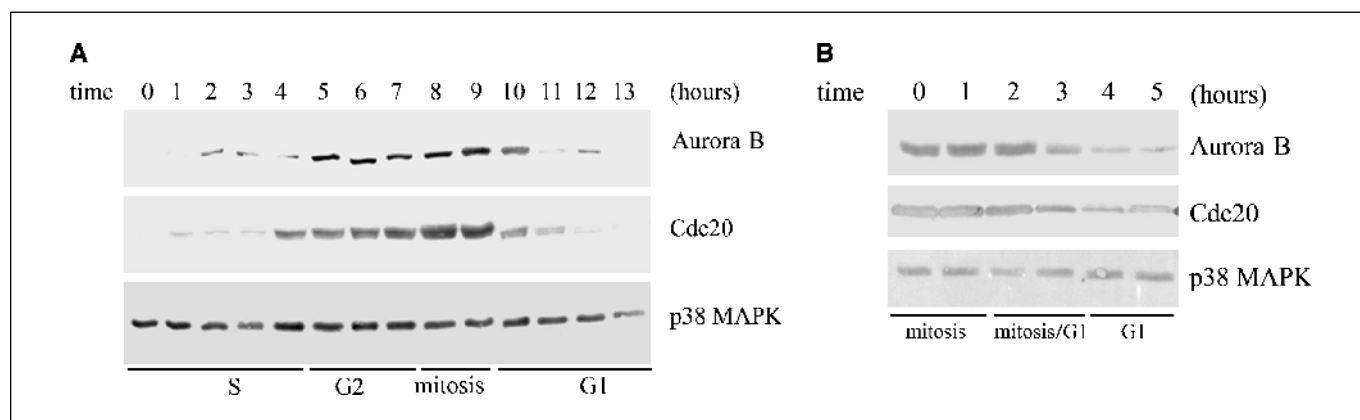 A
time 0 1 2 3 4 5 6 7 8 9 10 11 12 13 (hours)
Aurora B
Cdc20
p38 MAPK
S G2 mitosis G1
B
time 0 1 2 3 4 5 (hours)
Aurora B
Cdc20
p38 MAPK
mitosis mitosis/G1 G1